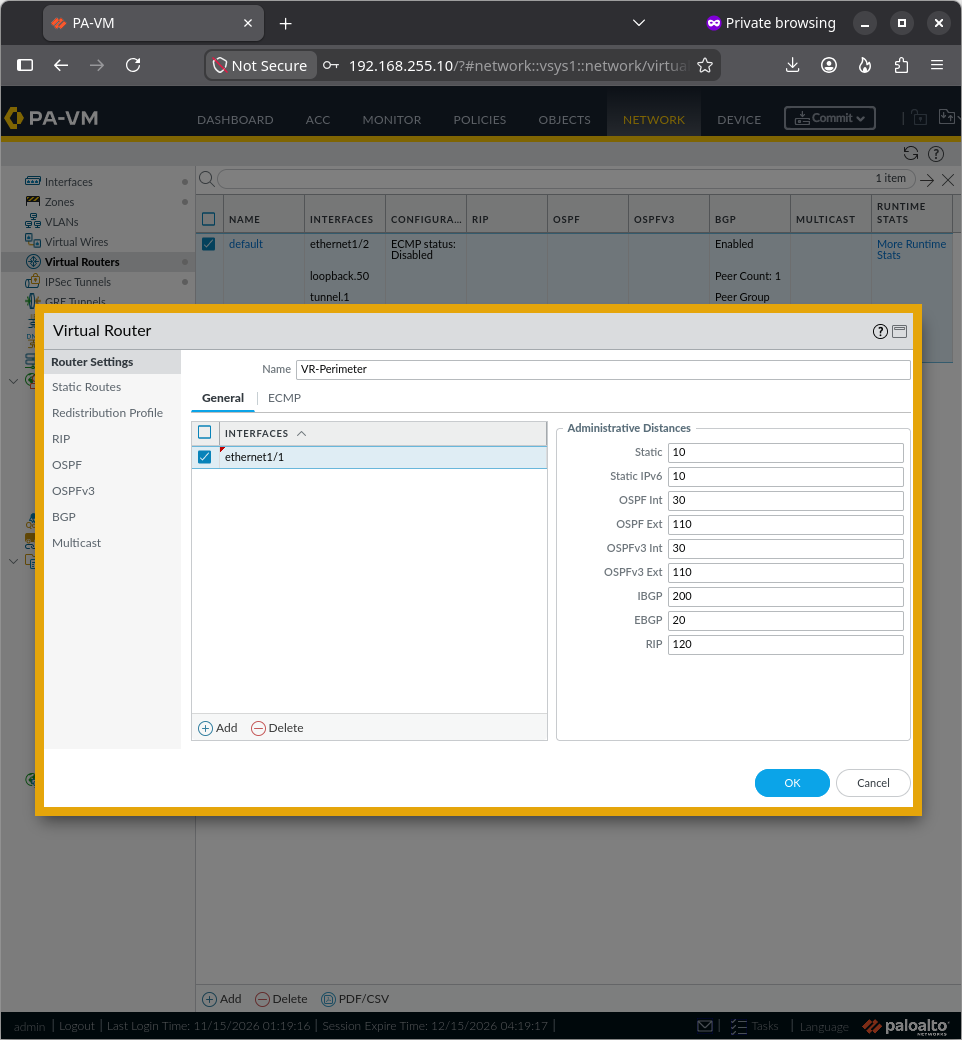 PA-VM
Private browsing
Not Secure
192.168.255.10/?#network::vsys1::network/virtua
PA-VM
DASHBOARD
ACC
MONITOR
POLICIES
OBJECTS
NETWORK
DEVICE
Commit
1 item
Interfaces
Zones
VLANs
Virtual Wires
Virtual Routers
IPSec Tunnels
GRE Tunnels
NAME
INTERFACES
CONFIGURA...
RIP
OSPF
OSPFV3
BGP
MULTICAST
RUNTIME
STATS
default
ethernet1/2
ECMP status:
Disabled
Enabled
More Runtime
Stats
loopback.50
Peer Count: 1
tunnel.1
Peer Group
Virtual Router
Router Settings
Static Routes
Redistribution Profile
RIP
OSPF
OSPFv3
BGP
Multicast
Name VR-Perimeter
General
ECMP
INTERFACES
ethernet1/1
Add
Delete
Administrative Distances
Static 10
Static IPv6 10
OSPF Int 30
OSPF Ext 110
OSPFv3 Int 30
OSPFv3 Ext 110
IBGP 200
EBGP 20
RIP 120
OK
Cancel
Add
Delete
PDF/CSV
admin | Logout | Last Login Time: 11/15/2026 01:19:16 | Session Expire Time: 12/15/2026 04:19:17 |
Tasks | Language
paloalto
NETWORKS